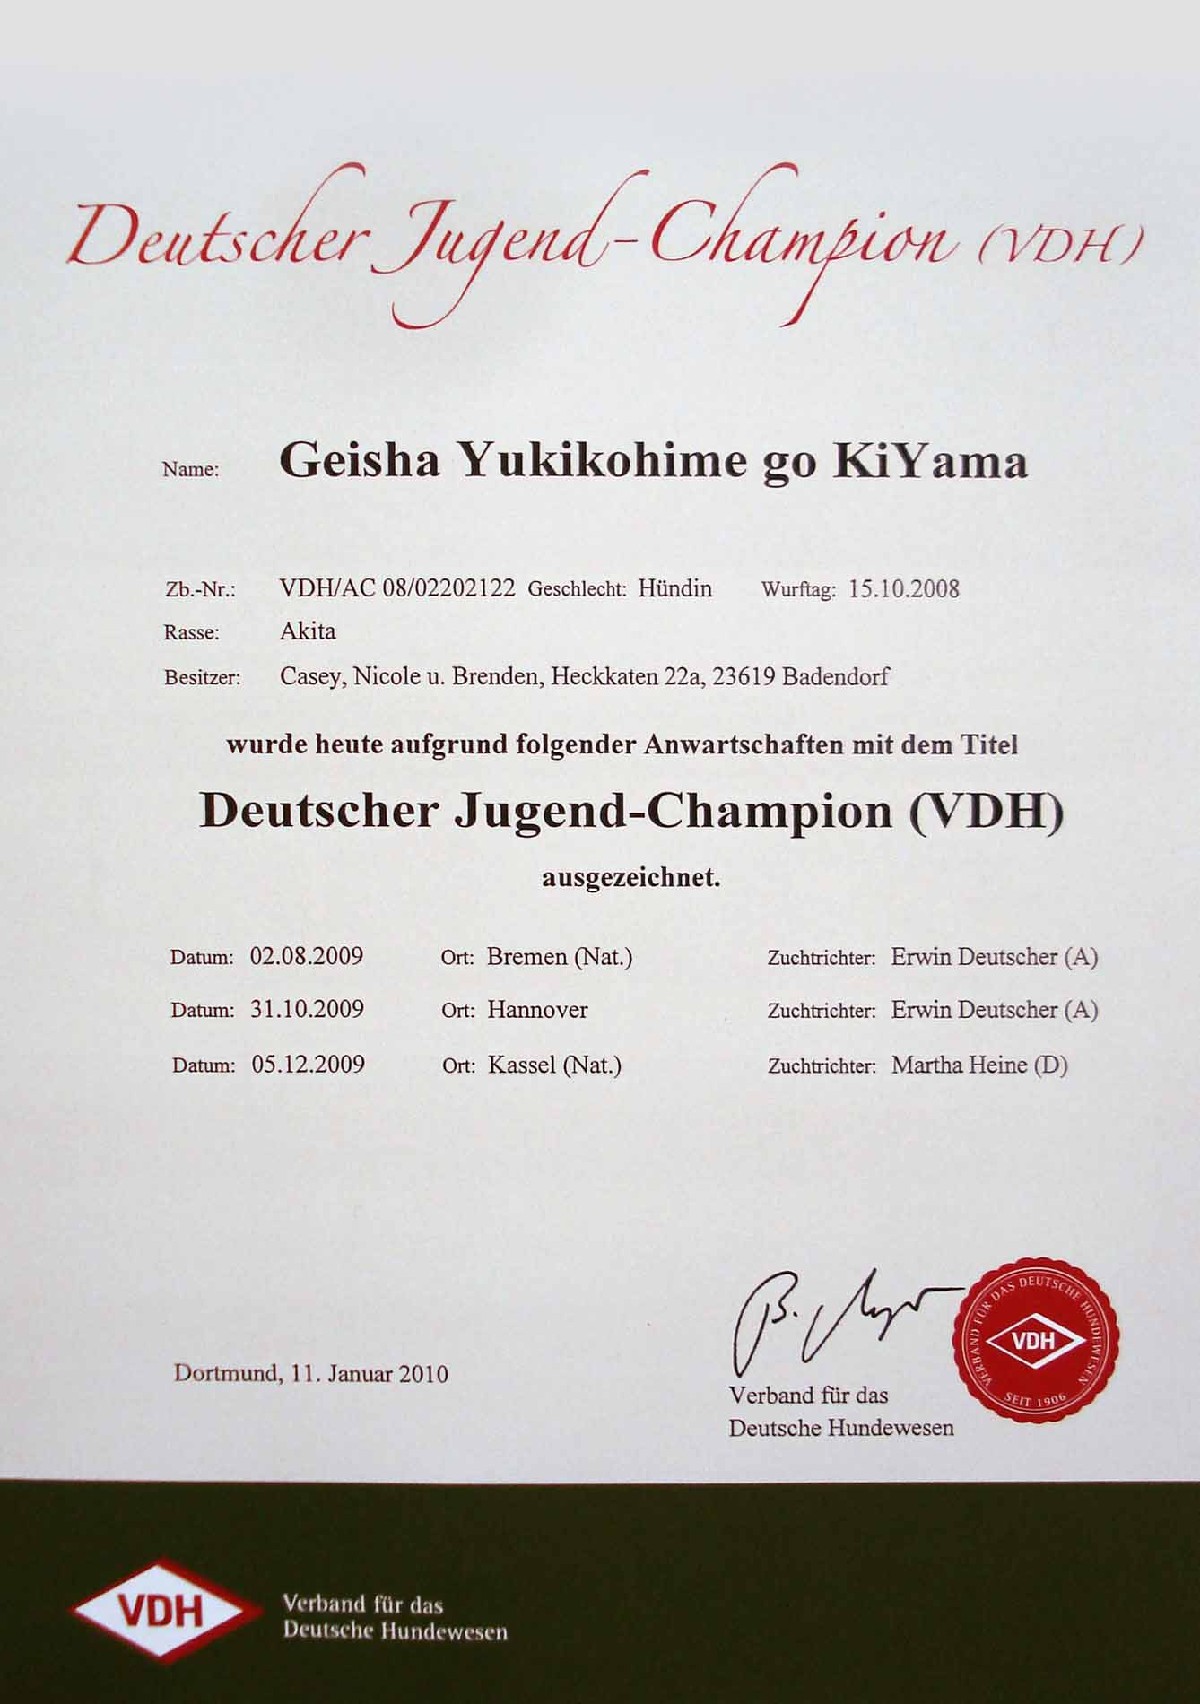 Deutscher Jugend-Champion (VDH)
Name: Geisha Yukikohime go KiYama
Zb.-Nr.: VDH/AC 08/02202122 Geschlecht: Hündin Wurftag: 15.10.2008
Rasse: Akita
Besitzer: Casey, Nicole u. Brenden, Heckkaten 22a, 23619 Badendorf
wurde heute aufgrund folgender Anwartschaften mit dem Titel
Deutscher Jugend-Champion (VDH)
ausgezeichnet.
Datum: 02.08.2009 Ort: Bremen (Nat.) Zuchtrichter: Erwin Deutscher (A)
Datum: 31.10.2009 Ort: Hannover Zuchtrichter: Erwin Deutscher (A)
Datum: 05.12.2009 Ort: Kassel (Nat.) Zuchtrichter: Martha Heine (D)
VERBAND FÜR DAS DEUTSCHE HUNDEWESEN
VDH
SEIT 1906
Dortmund, 11. Januar 2010
Verband für das
Deutsche Hundewesen
VDH
Verband für das
Deutsche Hundewesen